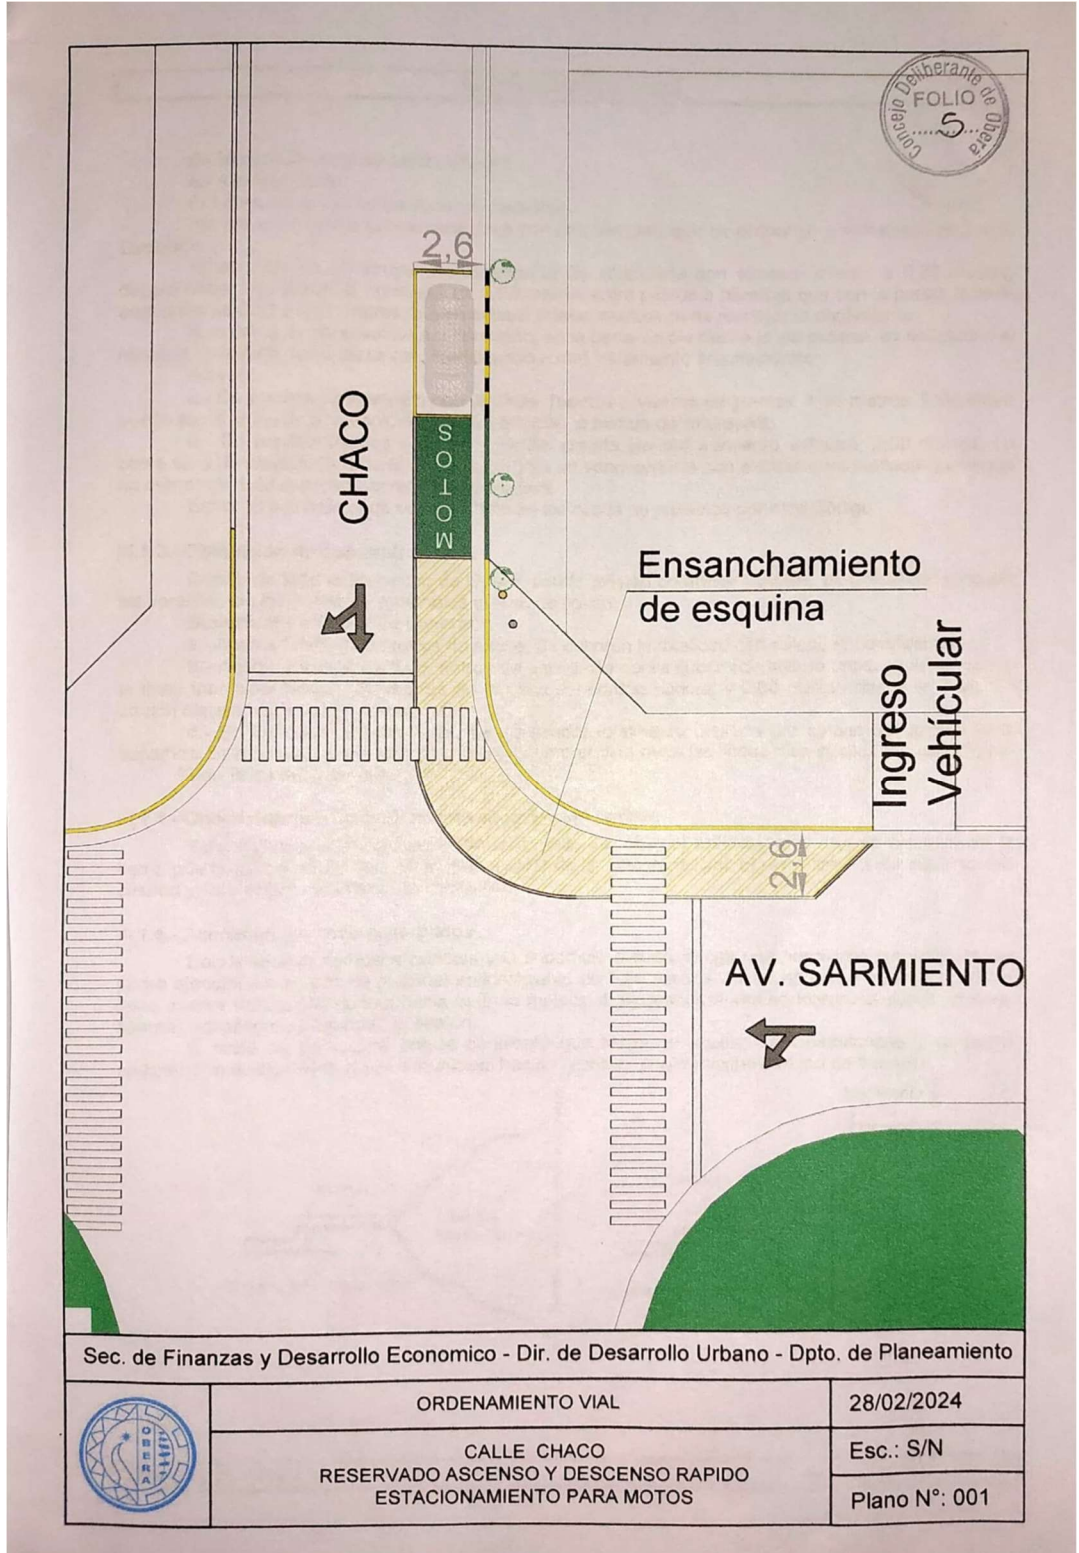 Concejo Deliberante de Oberá
FOLIO
5
2,6
CHACO
MOTOS
Ensanchamiento
de esquina
Ingreso
Vehícular
2,6
AV. SARMIENTO
Sec. de Finanzas y Desarrollo Economico - Dir. de Desarrollo Urbano - Dpto. de Planeamiento
OBERA
ORDENAMIENTO VIAL
28/02/2024
CALLE CHACO
RESERVADO ASCENSO Y DESCENSO RAPIDO
ESTACIONAMIENTO PARA MOTOS
Esc.: S/N
Plano N°: 001